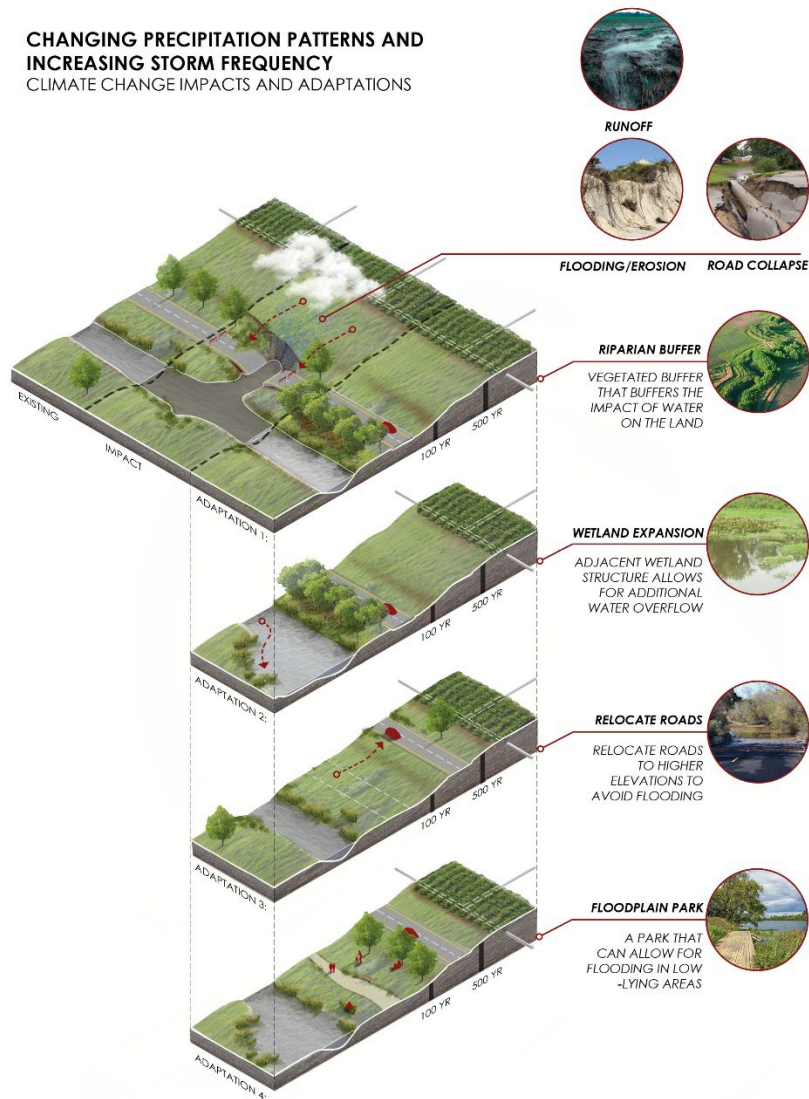 CHANGING PRECIPITATION PATTERNS AND
INCREASING STORM FREQUENCY
CLIMATE CHANGE IMPACTS AND ADAPTATIONS
RUNOFF
FLOODING/EROSION
ROAD COLLAPSE
EXISTING
IMPACT
ADAPTATION 1:
100 YR
500 YR
RIPARIAN BUFFER
VEGETATED BUFFER
THAT BUFFERS THE
IMPACT OF WATER
ON THE LAND
ADAPTATION 2:
100 YR
500 YR
WETLAND EXPANSION
ADJACENT WETLAND
STRUCTURE ALLOWS
FOR ADDITIONAL
WATER OVERFLOW
ADAPTATION 3:
100 YR
500 YR
RELOCATE ROADS
RELOCATE ROADS
TO HIGHER
ELEVATIONS TO
AVOID FLOODING
ADAPTATION 4:
100 YR
500 YR
FLOODPLAIN PARK
A PARK THAT
CAN ALLOW FOR
FLOODING IN LOW
-LYING AREAS